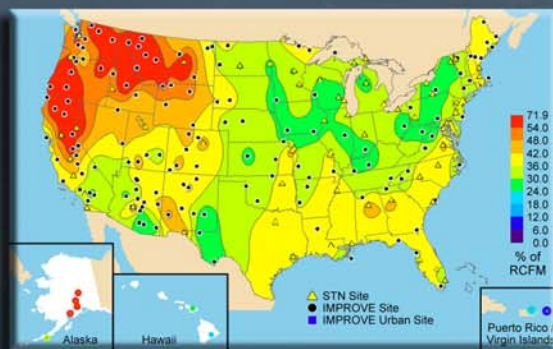 71.9
54.0
48.0
42.0
36.0
30.0
24.0
18.0
12.0
6.0
0.0
% of
RCFM
STN Site
IMPROVE Site
IMPROVE Urban Site
Alaska
Hawaii
Puerto Rico
Virgin Islands